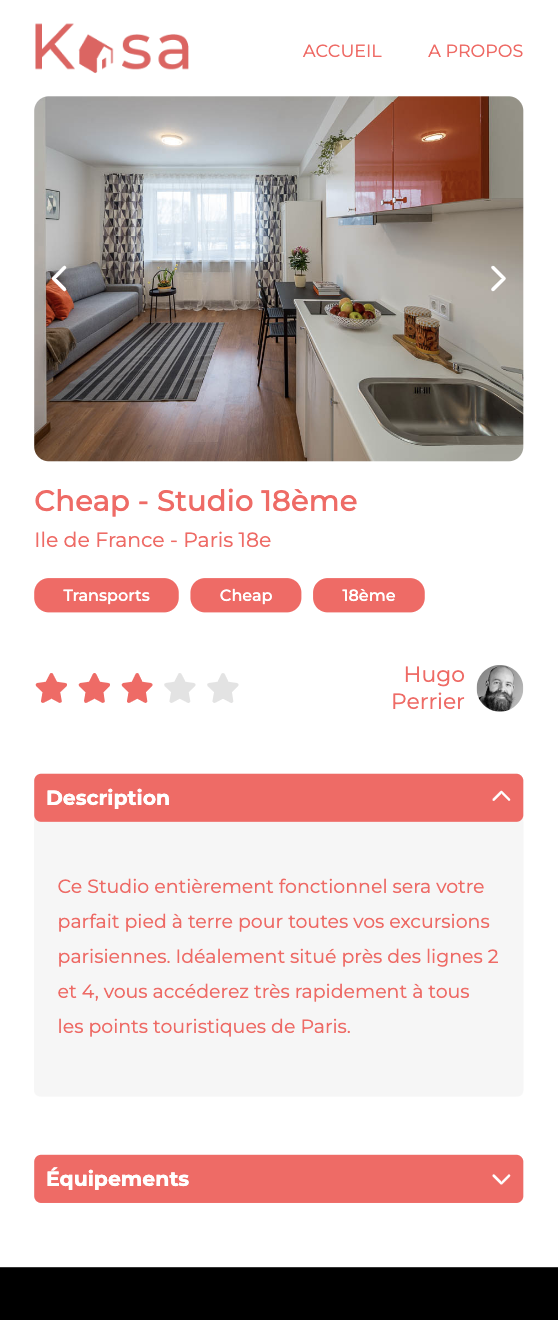 Kasa
ACCUEIL A PROPOS
Cheap - Studio 18ème
Ile de France - Paris 18e
Transports Cheap 18ème
Hugo
Perrier
Description
Ce Studio entièrement fonctionnel sera votre
parfait pied à terre pour toutes vos excursions
parisiennes. Idéalement situé près des lignes 2
et 4, vous accéderez très rapidement à tous
les points touristiques de Paris.
Équipements